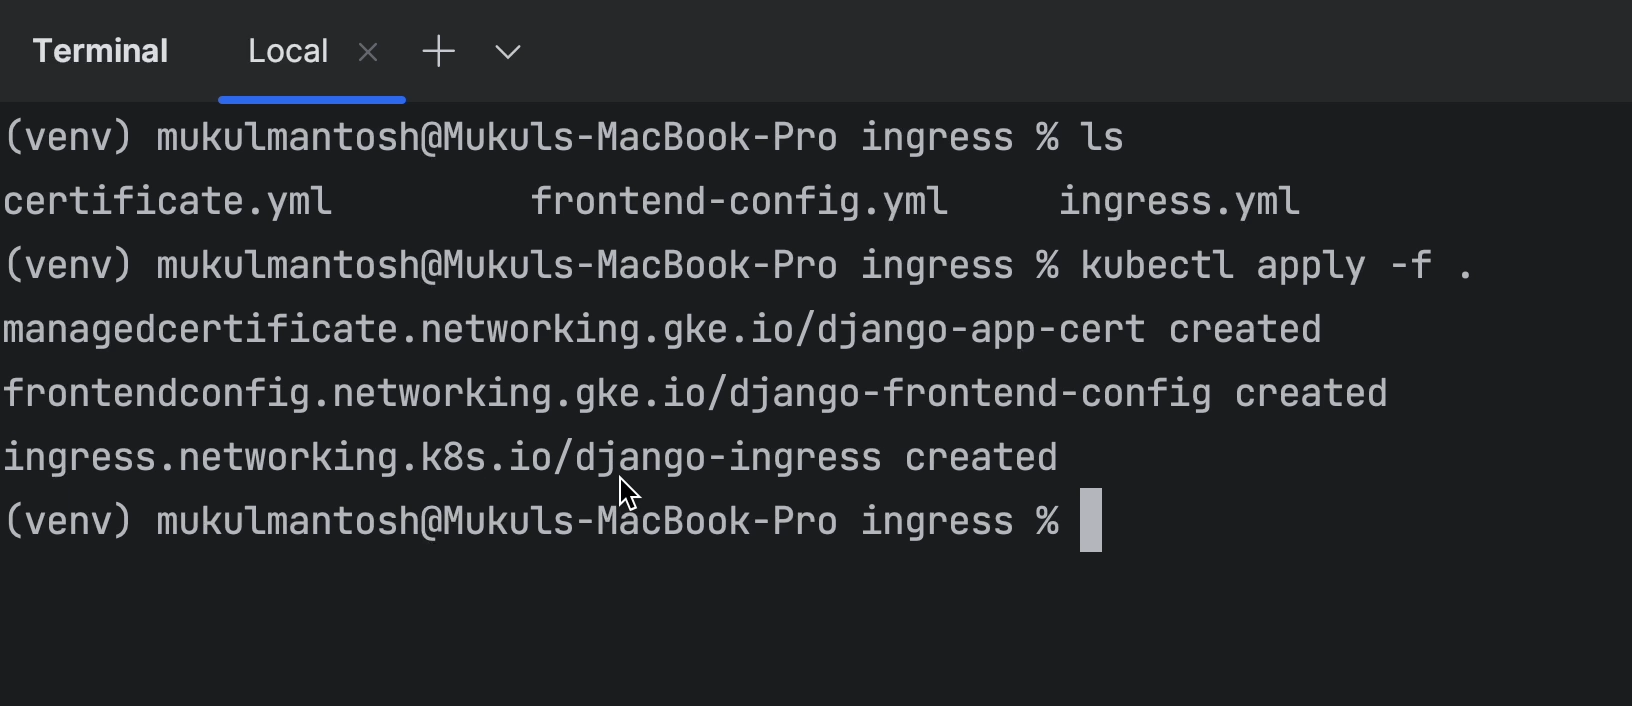 Terminal Local
(venv) mukulmantosh@Mukuls-MacBook-Pro ingress % ls
certificate.yml frontend-config.yml ingress.yml
(venv) mukulmantosh@Mukuls-MacBook-Pro ingress % kubectl apply -f .
managedcertificate.networking.gke.io/django-app-cert created
frontendconfig.networking.gke.io/django-frontend-config created
ingress.networking.k8s.io/django-ingress created
(venv) mukulmantosh@Mukuls-MacBook-Pro ingress %